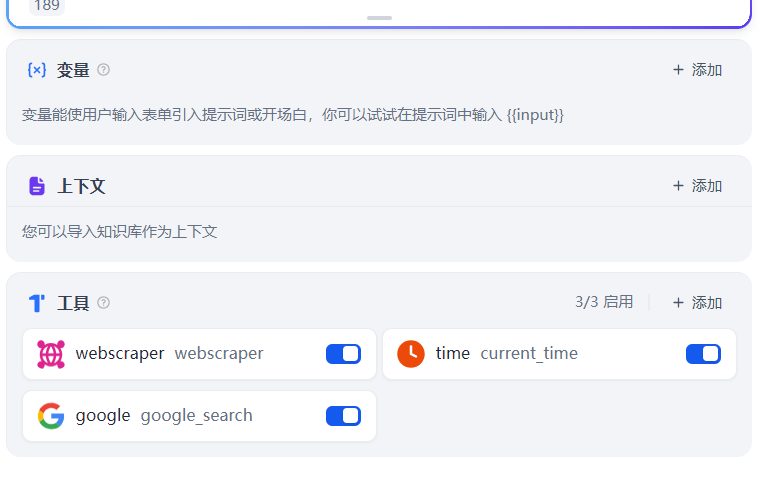 189
变量
添加
变量能使用户输入表单引入提示词或开场白，你可以试试在提示词中输入 {{input}}
上下文
添加
您可以导入知识库作为上下文
工具
3/3 启用
添加
webscraper webscraper
time current_time
google google_search